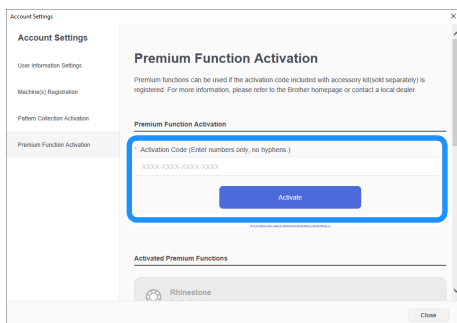 Account Settings
Account Settings
User Information Settings
Machine(s) Registration
Pattern Collection Activation
Premium Function Activation
Premium Function Activation
Premium functions can be used if the activation code included with accessory kit(sold separately) is
registered. For more information, please refer to the Brother homepage or contact a local dealer.
Premium Function Activation
* Activation Code (Enter numbers only, no hyphens.)
XXXX-XXXX-XXXX-XXXX
Activate
Activated Premium Functions
Rhinestone
Close